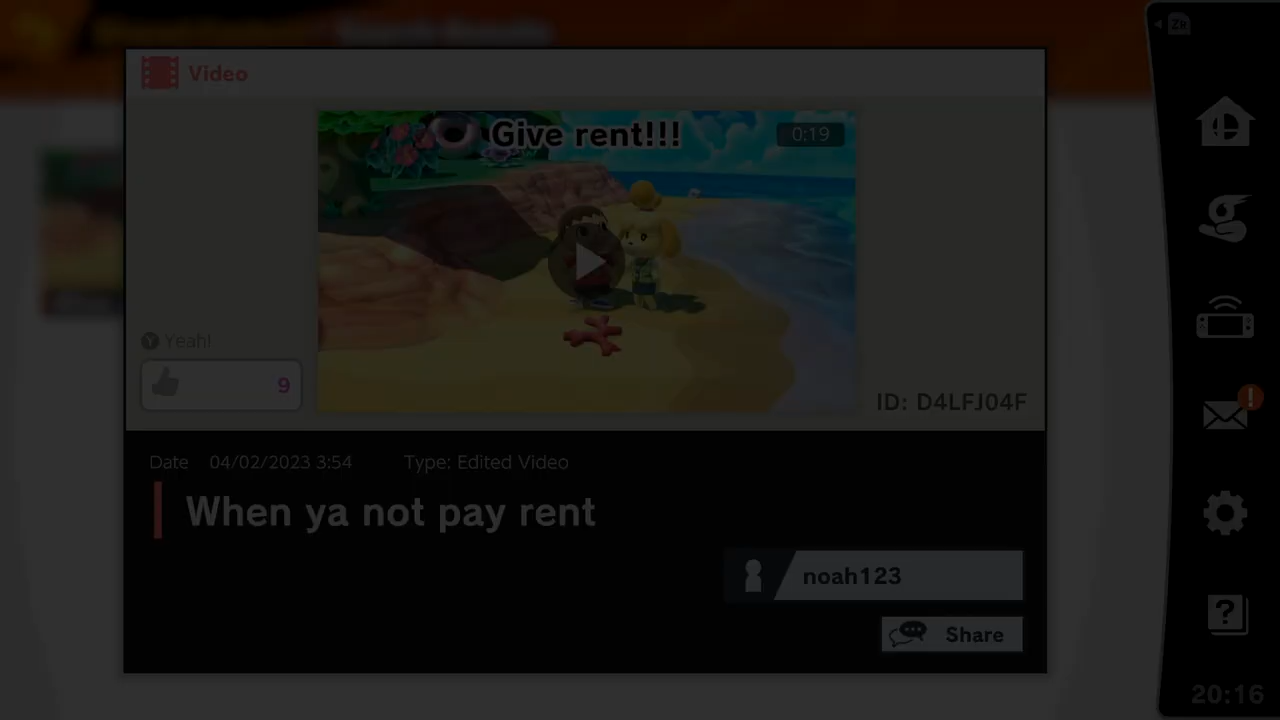 ZR
Video
Give rent!!!
0:19
Y Yeah!
9
ID: D4LFJ04F
Date 04/02/2023 3:54 Type: Edited Video
When ya not pay rent
noah123
Share
20:16